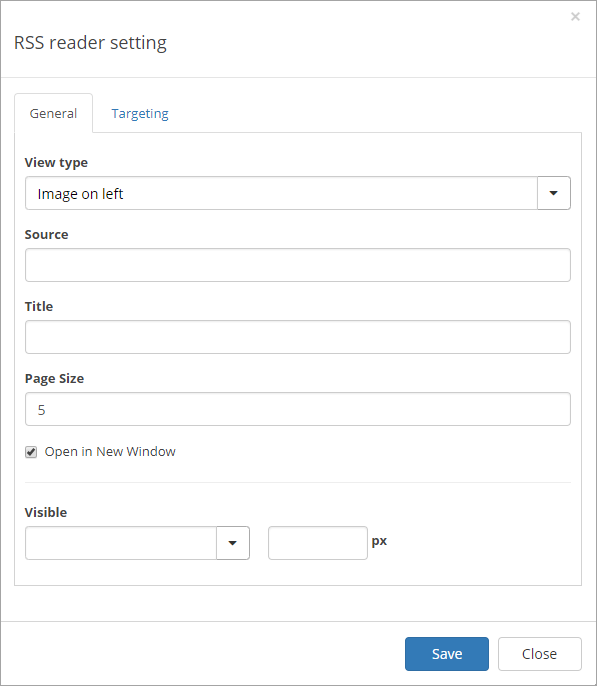 ×
RSS reader setting
General Targeting
View type
Image on left
Source
Title
Page Size
5
Open in New Window
Visible
px
Save Close